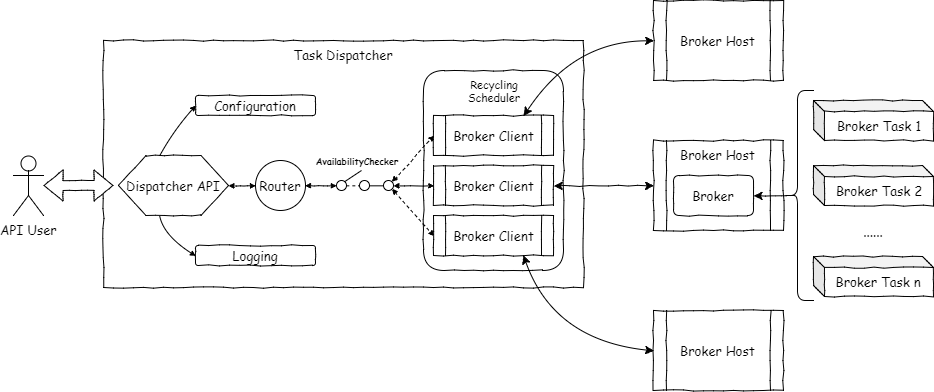 Task Dispatcher
Broker Host
Recycling
Scheduler
Configuration
Broker Client
Broker Task 1
AvailabilityChecker
Broker Host
Dispatcher API
Router
Broker Client
Broker
Broker Task 2
API User
Broker Client
......
Logging
Broker Task n
Broker Host